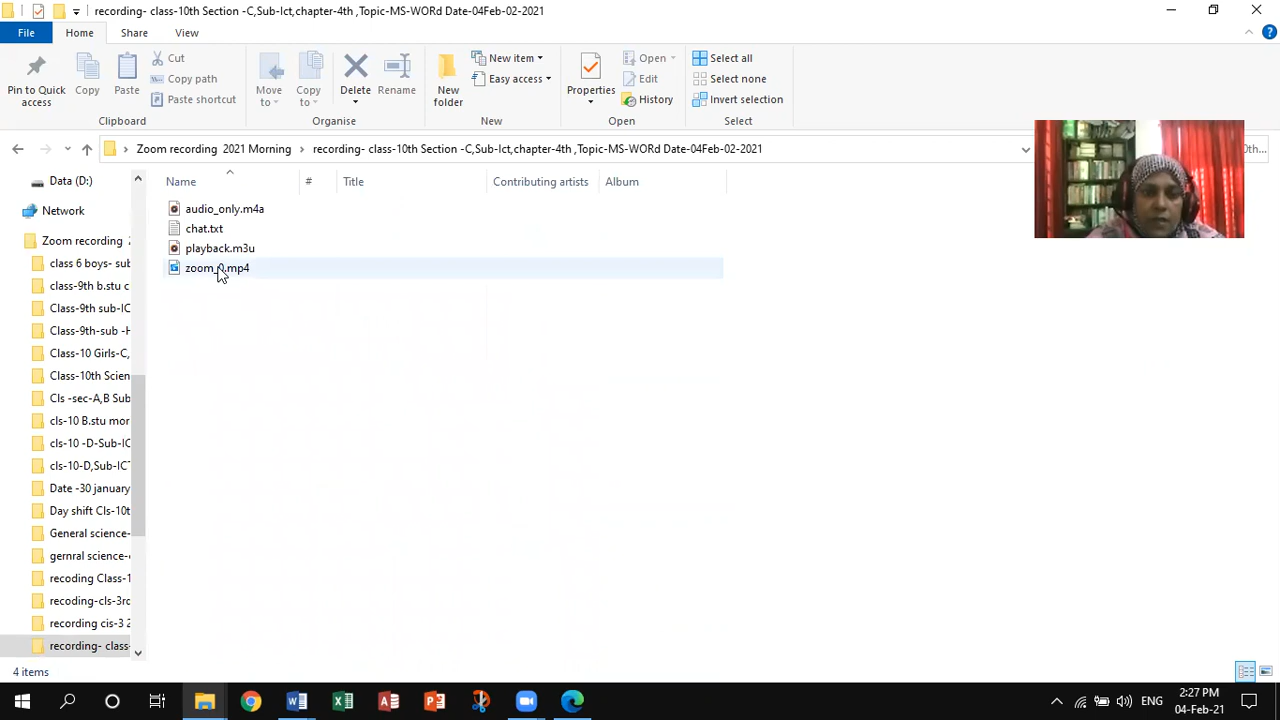 recording- class-10th Section -C,Sub-Ict,chapter-4th ,Topic-MS-WORd Date-04Feb-02-2021
File Home Share View
Pin to Quick access
Copy
Paste
Cut
Copy path
Paste shortcut
Move to
Copy to
Delete
Rename
New folder
New item
Easy access
Properties
Open
Edit
History
Select all
Select none
Invert selection
Clipboard Organise New Open Select
Zoom recording 2021 Morning recording- class-10th Section -C,Sub-Ict,chapter-4th ,Topic-MS-WORd Date-04Feb-02-2021
Data (D:)
Network
Zoom recording 2
class 6 boys- sub
class-9th b.stu c
Class-9th sub-IC
Class-9th-sub -H
Class-10 Girls-C,
Class-10th Scien
Cls -sec-A,B Sub
cls-10 B.stu mor
cls-10 -D-Sub-IC
cls-10-D,Sub-ICT
Date -30 january
Day shift Cls-10t
General science-
gernral science-
recoding Class-1
recoding-cls-3rd
recording cis-3 2
recording- class-
Name # Title Contributing artists Album
audio_only.m4a
chat.txt
playback.m3u
zoom_0.mp4
4 items
ENG
2:27 PM
04-Feb-21